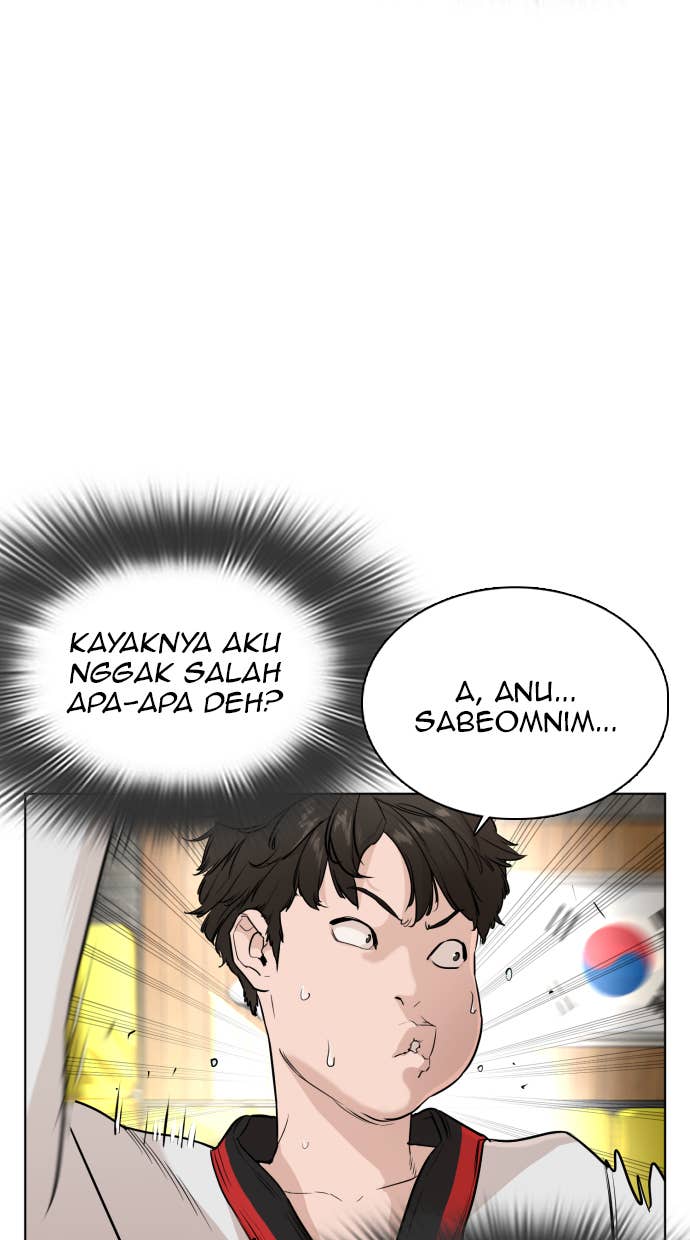 KAYAKNYA AKU
NGGAK SALAH
APA-APA DEH?
A, ANU...
SABEOMNIM...